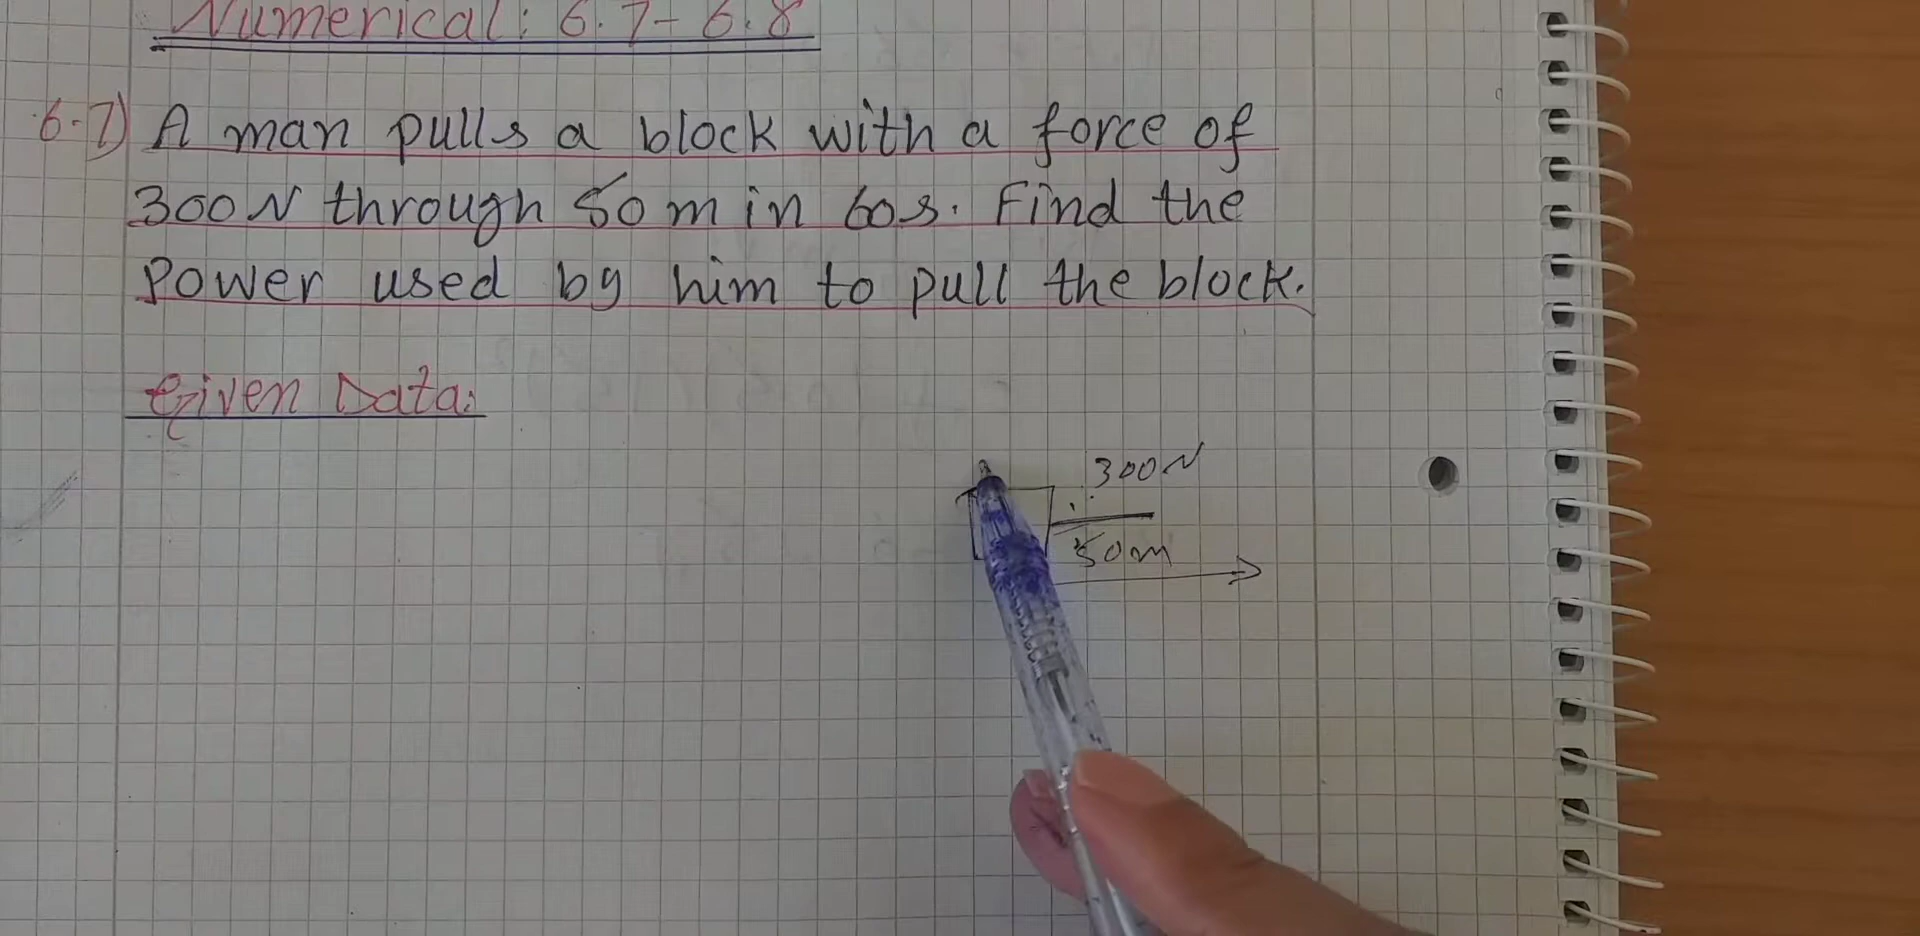 Numerical: 6.7- 6.8
6.7) A man pulls a block with a force of
300N through 50 m in 60s. Find the
Power used by him to pull the block.
Given Data:
300N
50m